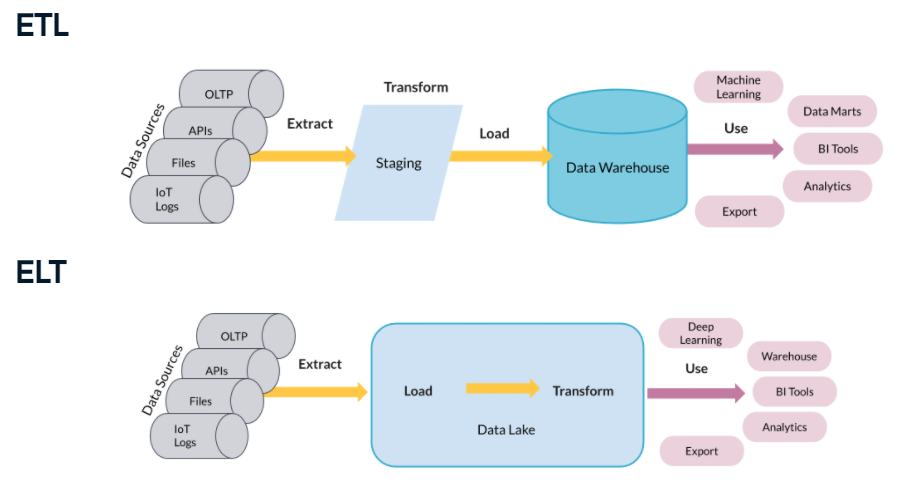 ETL
Data Sources
OLTP
APIs
Files
IoT
Logs
Extract
Transform
Staging
Load
Data Warehouse
Use
Machine
Learning
Data Marts
BI Tools
Analytics
Export
ELT
Data Sources
OLTP
APIs
Files
IoT
Logs
Extract
Load
Transform
Data Lake
Use
Deep
Learning
Warehouse
BI Tools
Analytics
Export